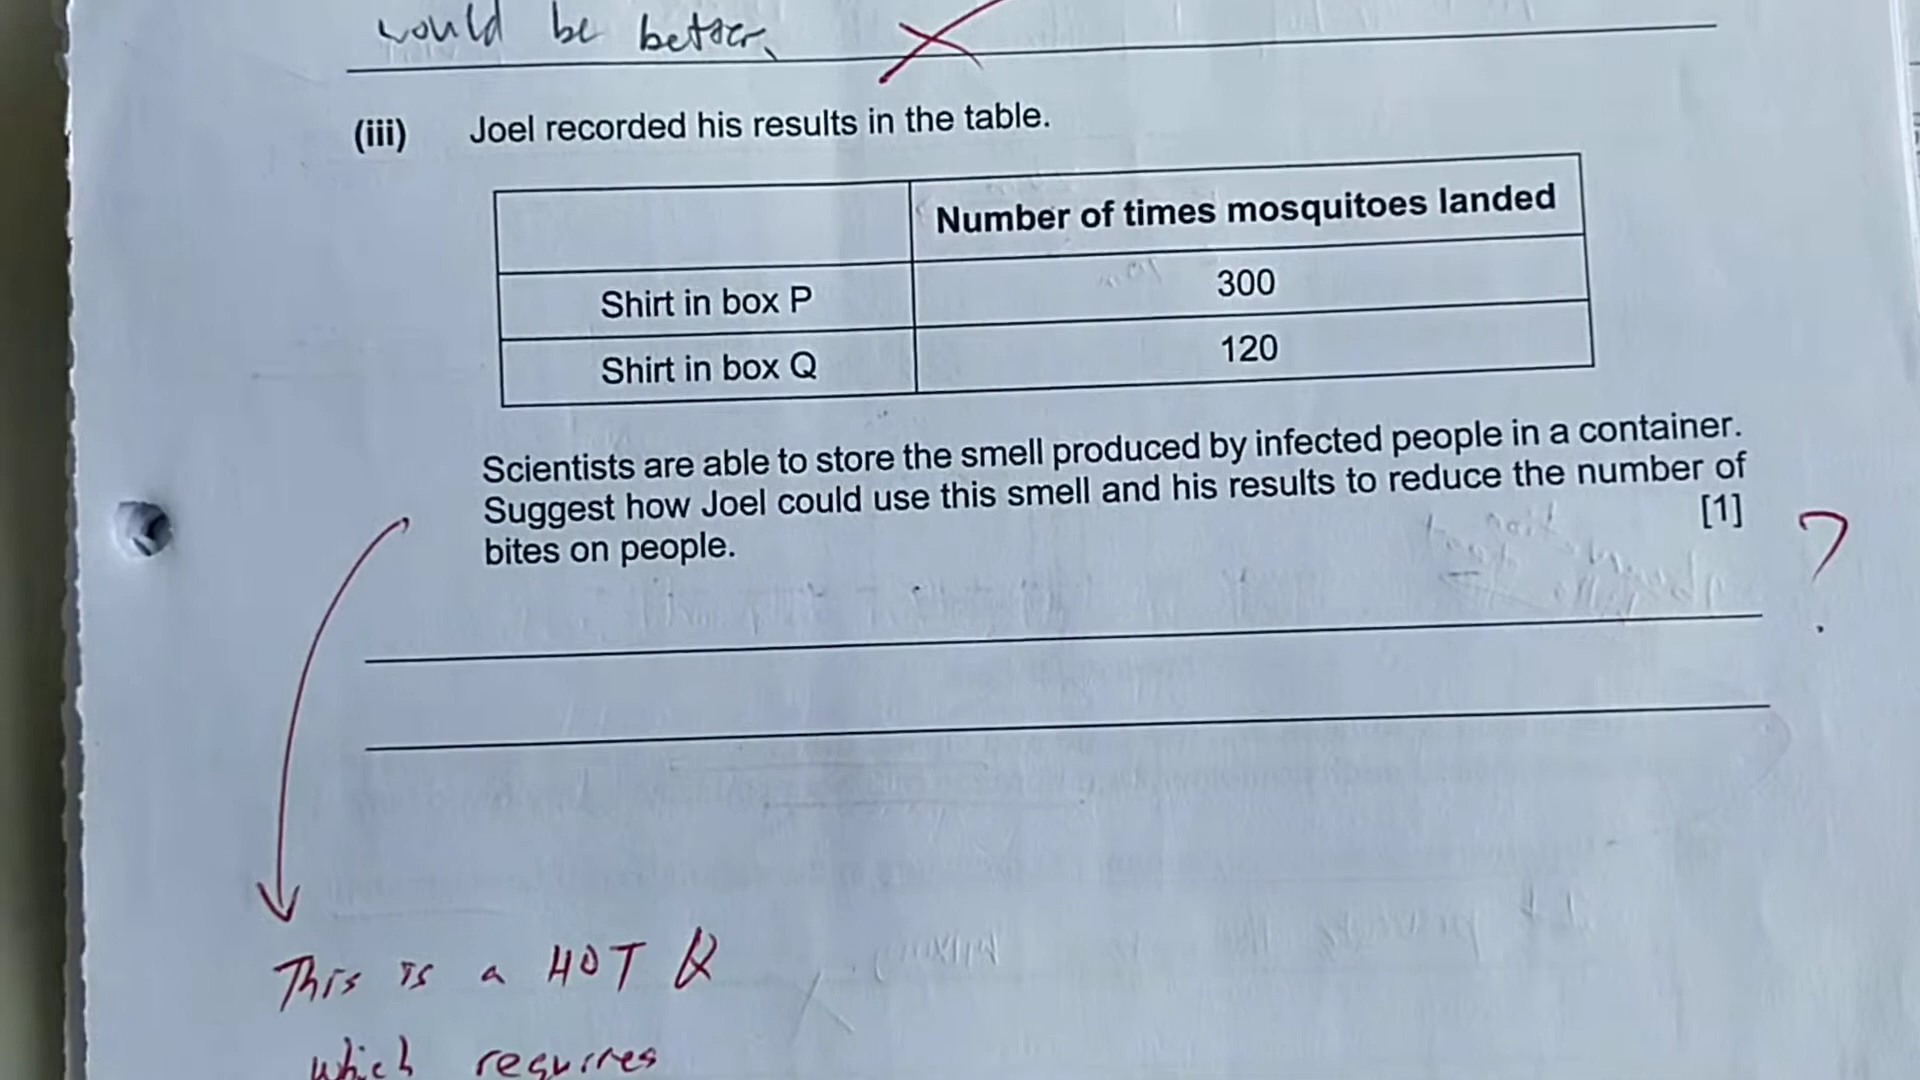 would be better.
(iii) Joel recorded his results in the table.
Number of times mosquitoes landed
Shirt in box P 300
Shirt in box Q 120
Scientists are able to store the smell produced by infected people in a container.
Suggest how Joel could use this smell and his results to reduce the number of
bites on people. [1]
?
This is a HOT Q
which requires